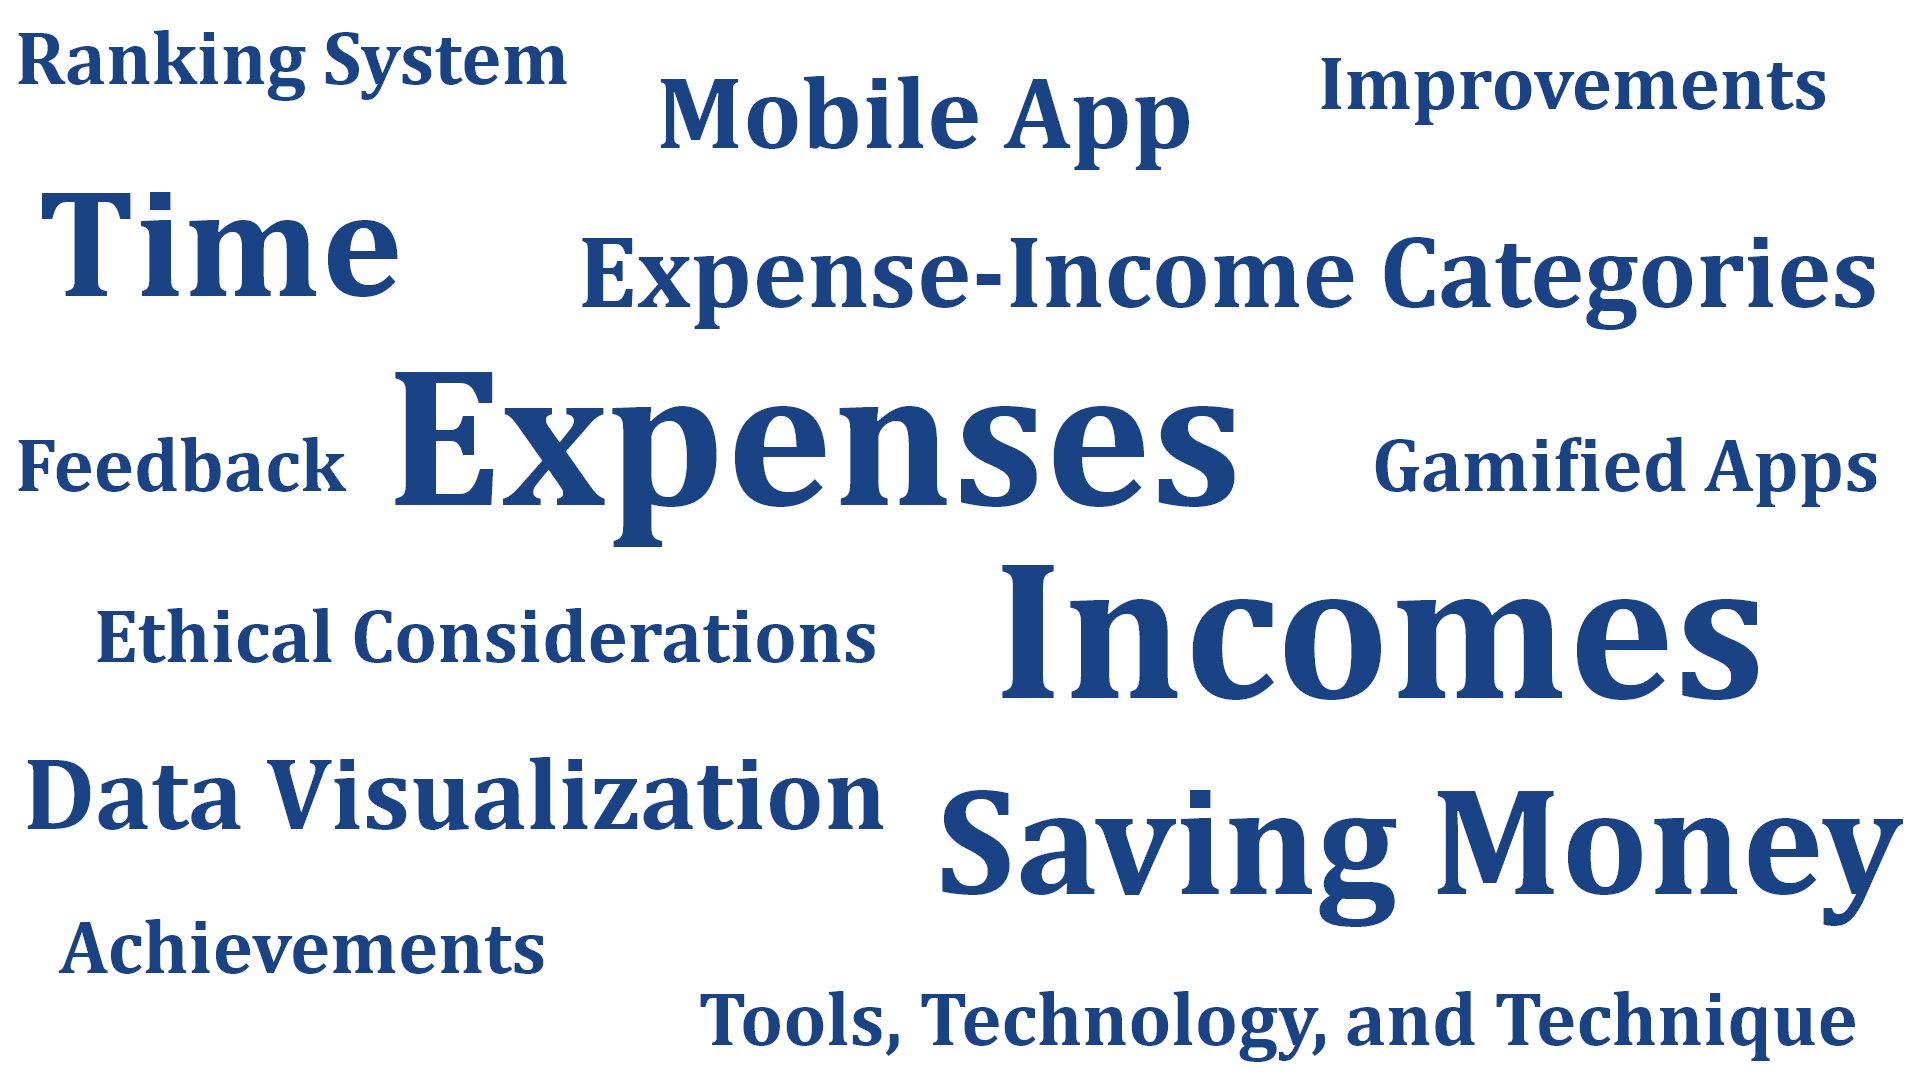 Ranking System
Mobile App
Improvements
Time
Expense-Income Categories
Expenses
Feedback
Gamified Apps
Incomes
Ethical Considerations
Data Visualization
Saving Money
Achievements
Tools, Technology, and Technique